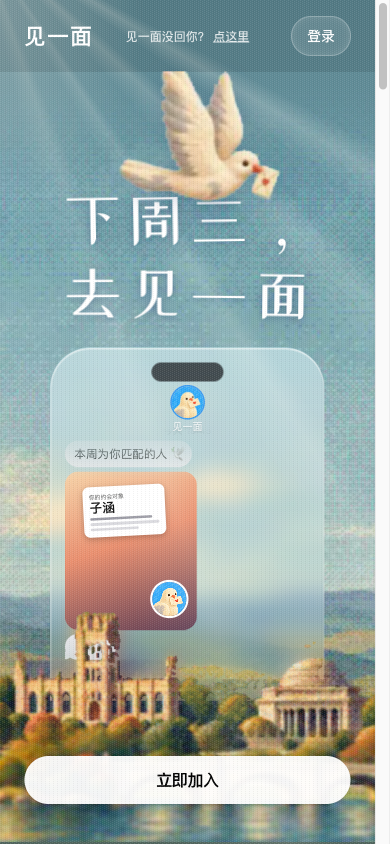 见一面
见一面没回你？ 点这里
登录
下周三，
去见一面
见一面
本周为你匹配的人 🕊️
你的约会对象
子涵
立即加入